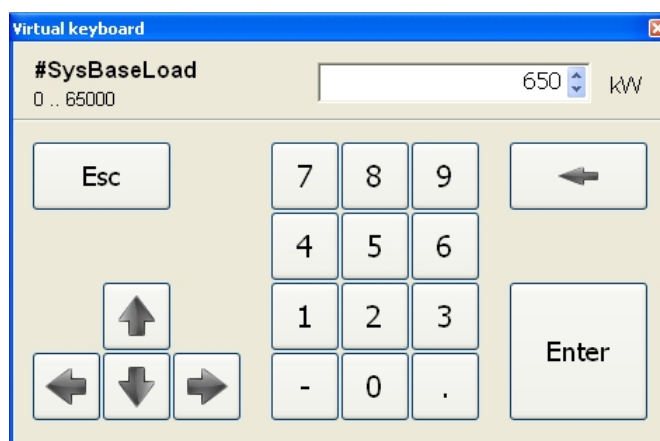 Virtual keyboard
#SysBaseLoad
0 .. 65000
650
kW
Esc
7 8 9
4 5 6
1 2 3
Enter
- 0 .